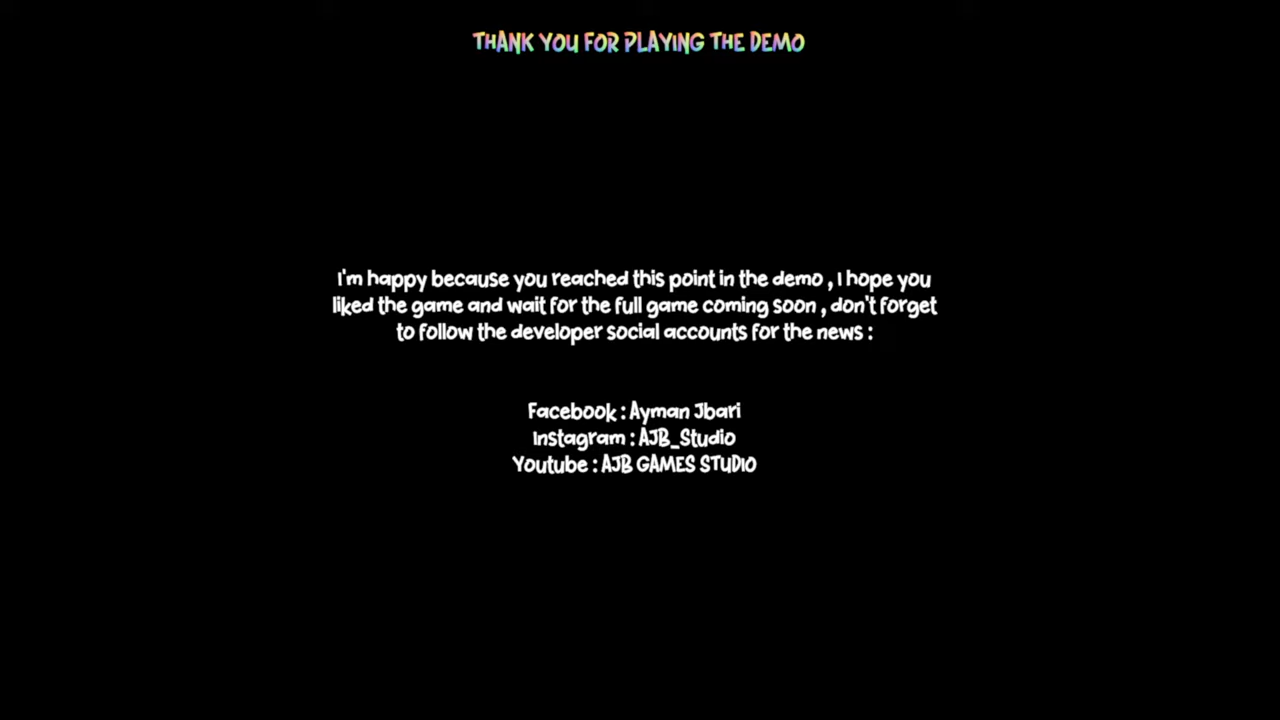 THANK YOU FOR PLAYING THE DEMO
I'm happy because you reached this point in the demo , I hope you
liked the game and wait for the full game coming soon , don't forget
to follow the developer social accounts for the news :
Facebook : Ayman Jbari
Instagram : AJB_Studio
Youtube : AJB GAMES STUDIO